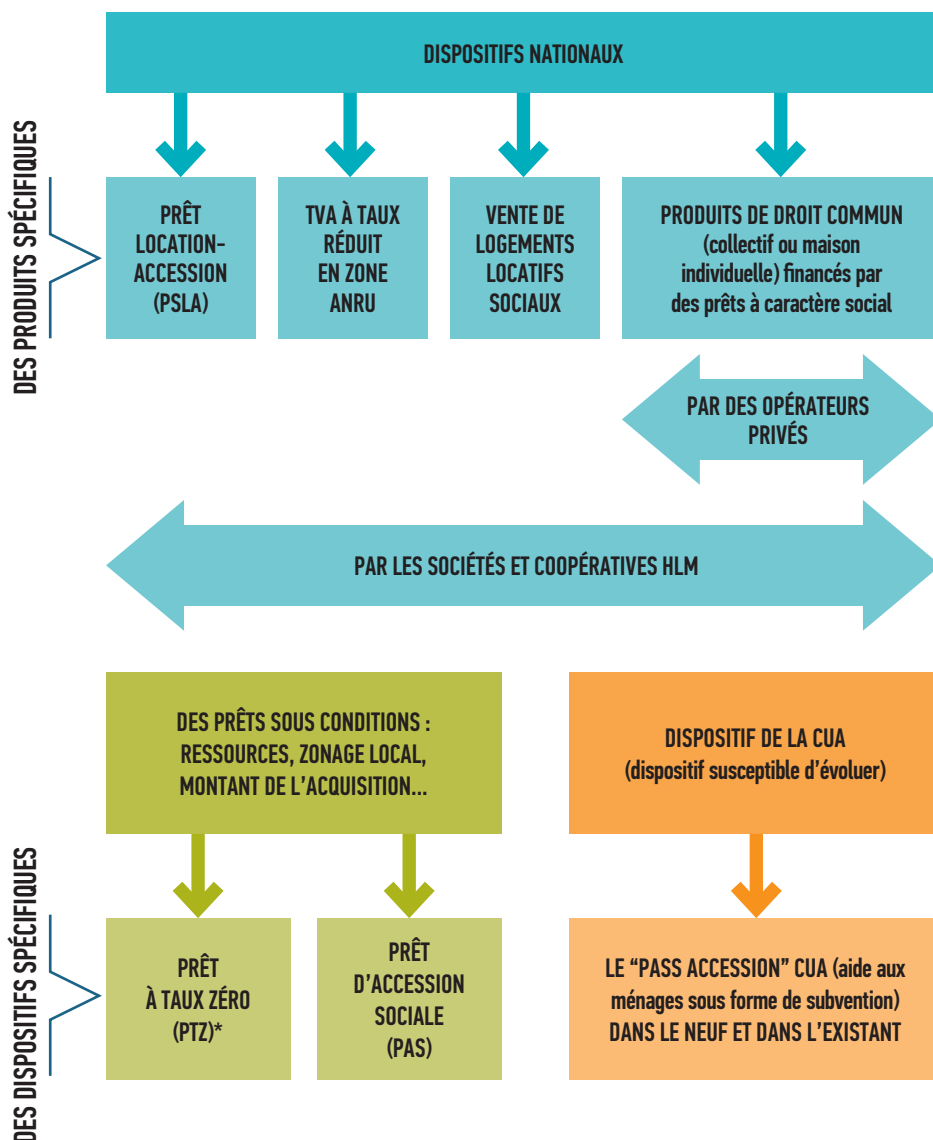 DISPOSITIFS NATIONAUX
DES PRODUITS SPÉCIFIQUES
PRÊT
LOCATION-
ACCESSION
(PSLA)
TVA À TAUX
RÉDUIT
EN ZONE
ANRU
VENTE DE
LOGEMENTS
LOCATIFS
SOCIAUX
PRODUITS DE DROIT COMMUN
(collectif ou maison
individuelle) financés par
des prêts à caractère social
PAR DES OPÉRATEURS
PRIVÉS
PAR LES SOCIÉTÉS ET COOPÉRATIVES HLM
DES PRÊTS SOUS CONDITIONS :
RESSOURCES, ZONAGE LOCAL,
MONTANT DE L'ACQUISITION...
DISPOSITIF DE LA CUA
(dispositif susceptible d'évoluer)
DES DISPOSITIFS SPÉCIFIQUES
PRÊT
À TAUX ZÉRO
(PTZ)*
PRÊT
D'ACCESSION
SOCIALE
(PAS)
LE “PASS ACCESSION” CUA (aide aux
ménages sous forme de subvention)
DANS LE NEUF ET DANS L'EXISTANT